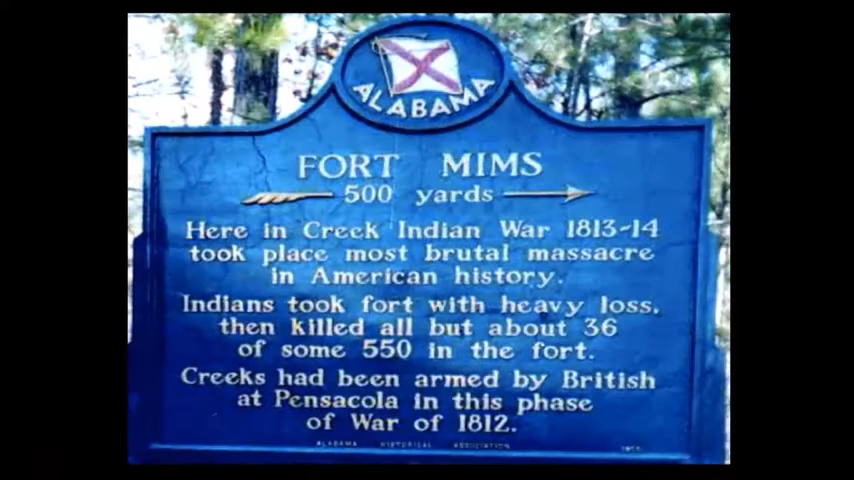 ALABAMA
FORT MIMS
500 yards
Here in Creek Indian War 1813-14
took place most brutal massacre
in American history.
Indians took fort with heavy loss,
then killed all but about 36
of some 550 in the fort.
Creeks had been armed by British
at Pensacola in this phase
of War of 1812.
ALABAMA HISTORICAL ASSOCIATION